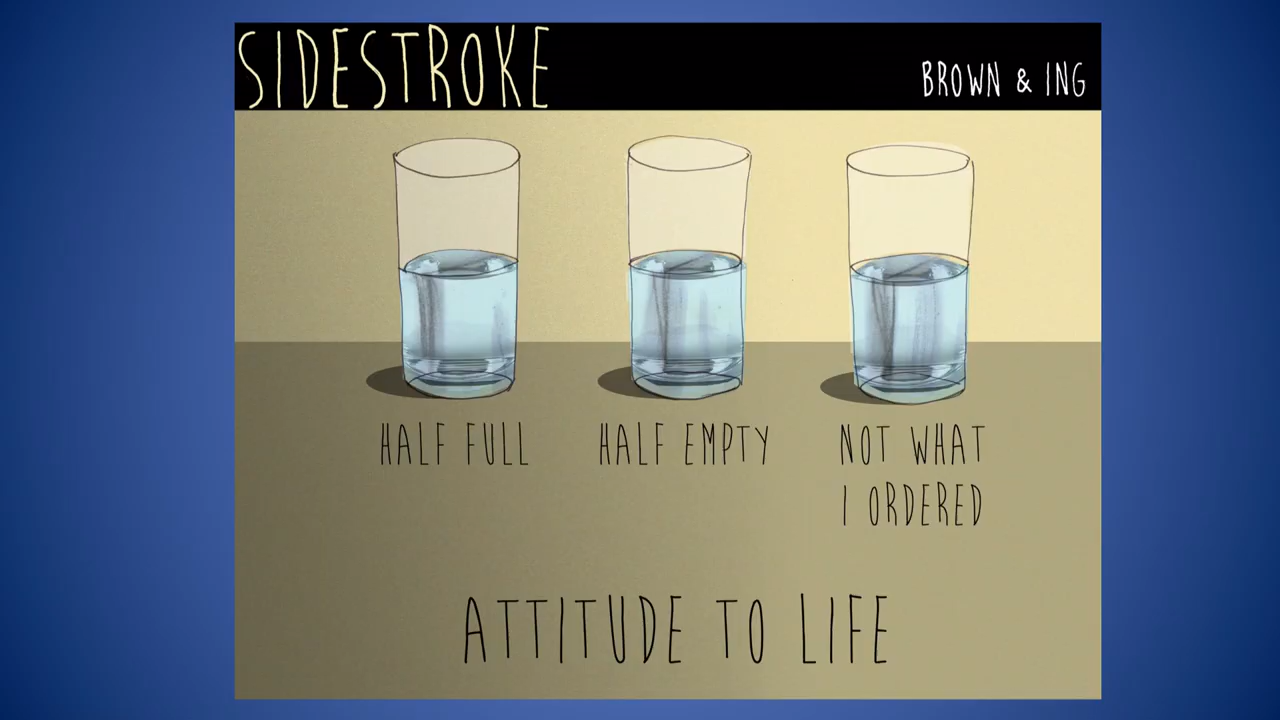 SIDESTROKE
BROWN & ING
HALF FULL
HALF EMPTY
NOT WHAT
I ORDERED
ATTITUDE TO LIFE